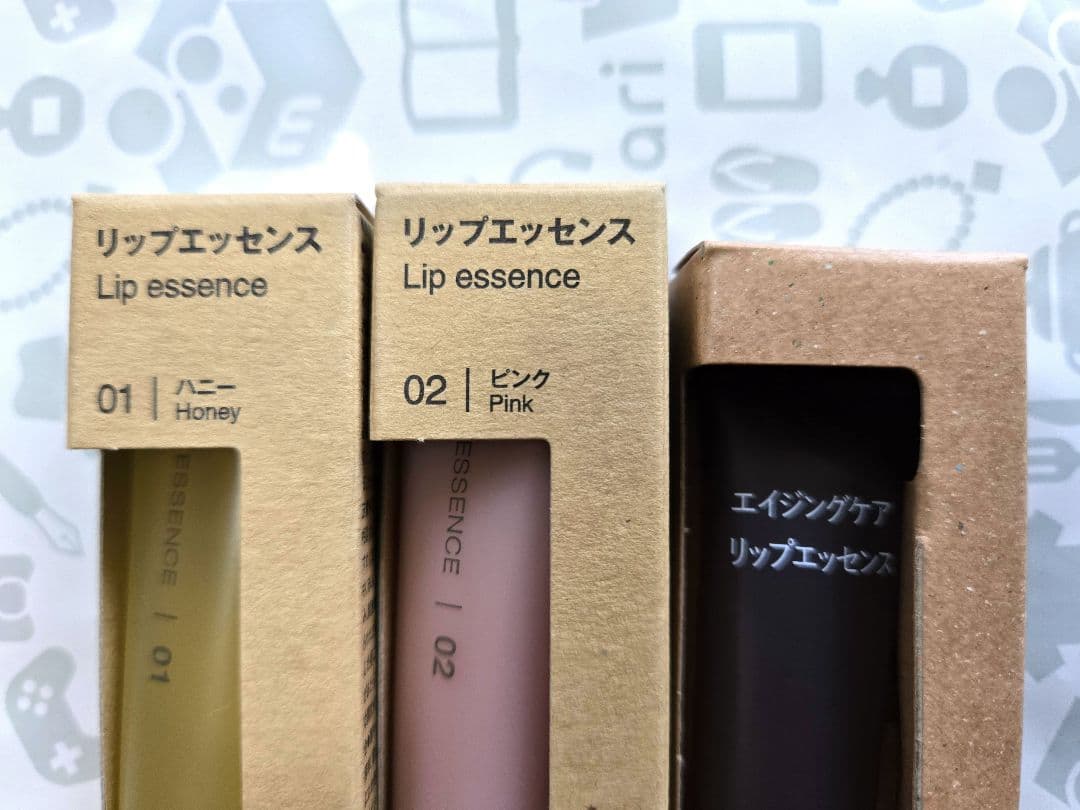 ari
リップエッセンス
Lip essence
01 | ハニー
Honey
ESSENCE | 01
リップエッセンス
Lip essence
02 | ピンク
Pink
ESSENCE | 02
エイジングケア
リップエッセンス